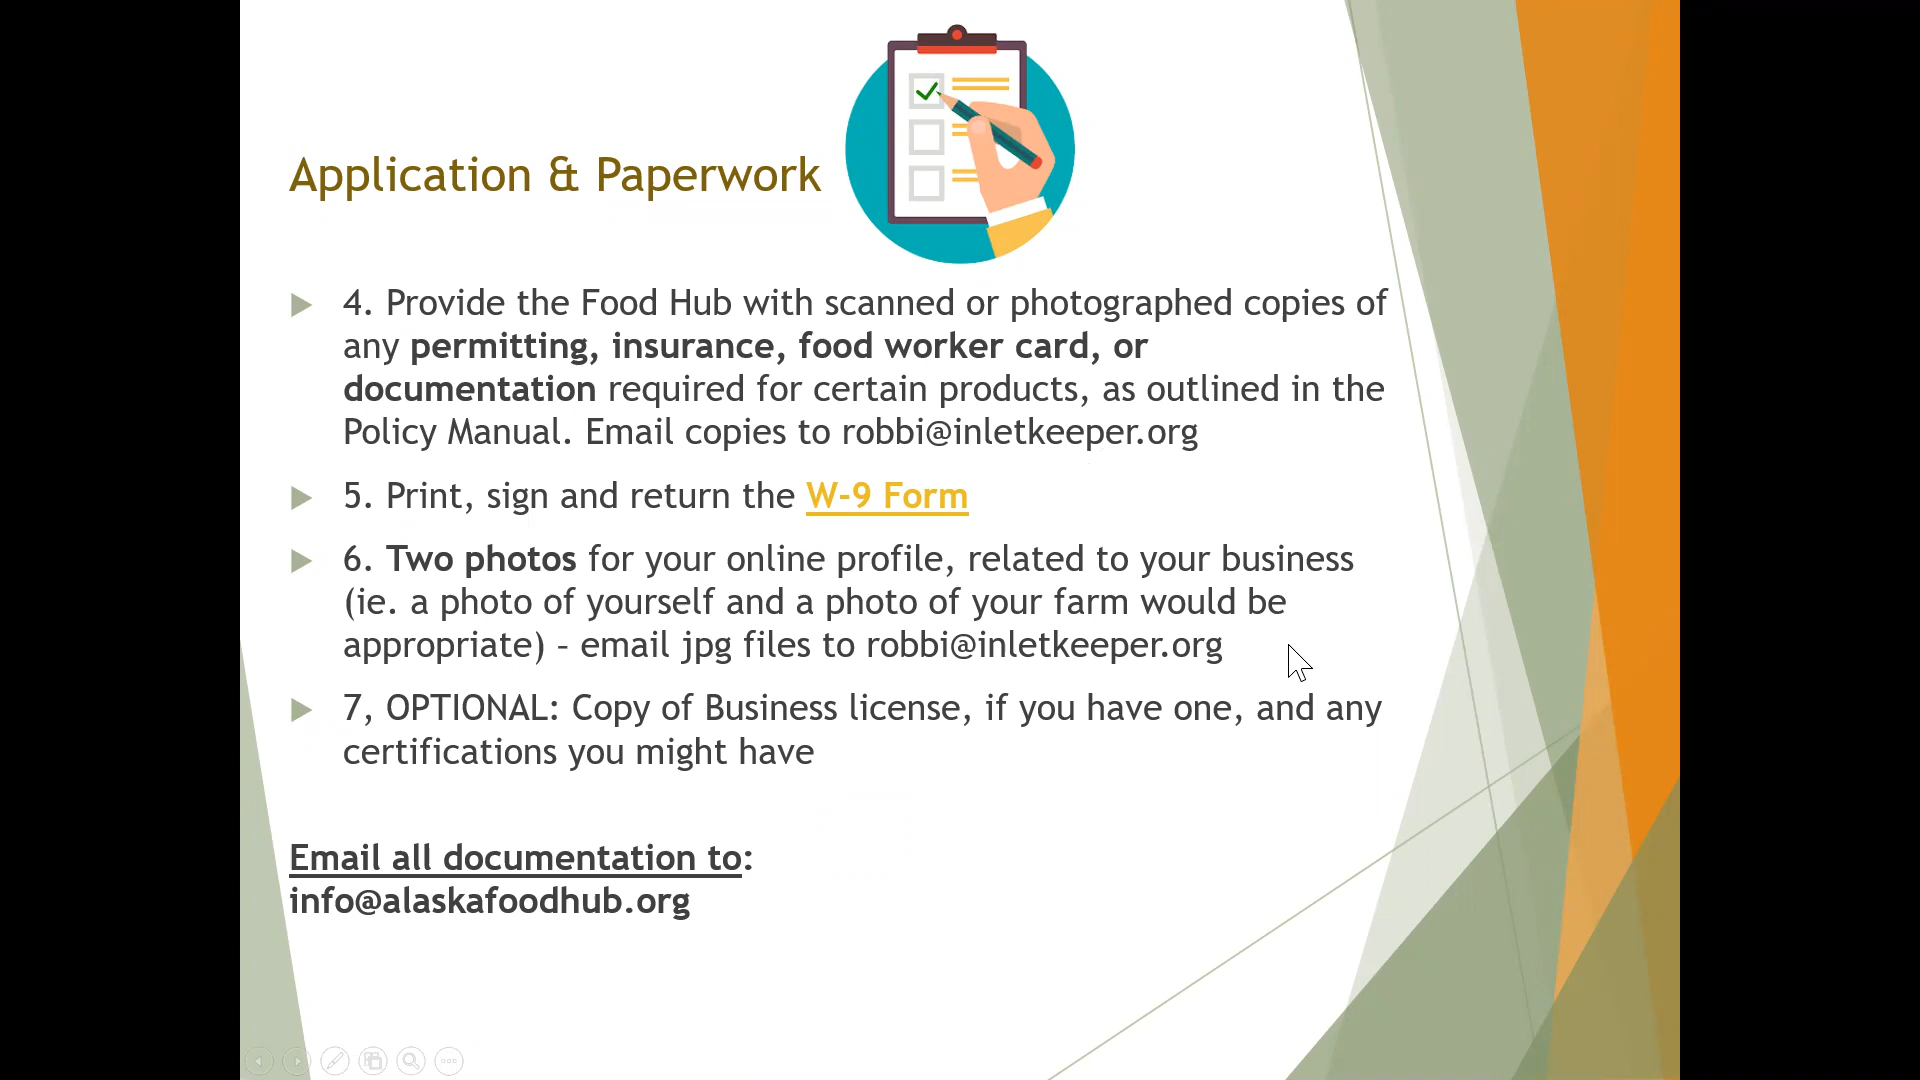 Application & Paperwork
4. Provide the Food Hub with scanned or photographed copies of
any permitting, insurance, food worker card, or
documentation required for certain products, as outlined in the
Policy Manual. Email copies to robbi@inletkeeper.org
5. Print, sign and return the W-9 Form
6. Two photos for your online profile, related to your business
(ie. a photo of yourself and a photo of your farm would be
appropriate) – email jpg files to robbi@inletkeeper.org
7, OPTIONAL: Copy of Business license, if you have one, and any
certifications you might have
Email all documentation to:
info@alaskafoodhub.org